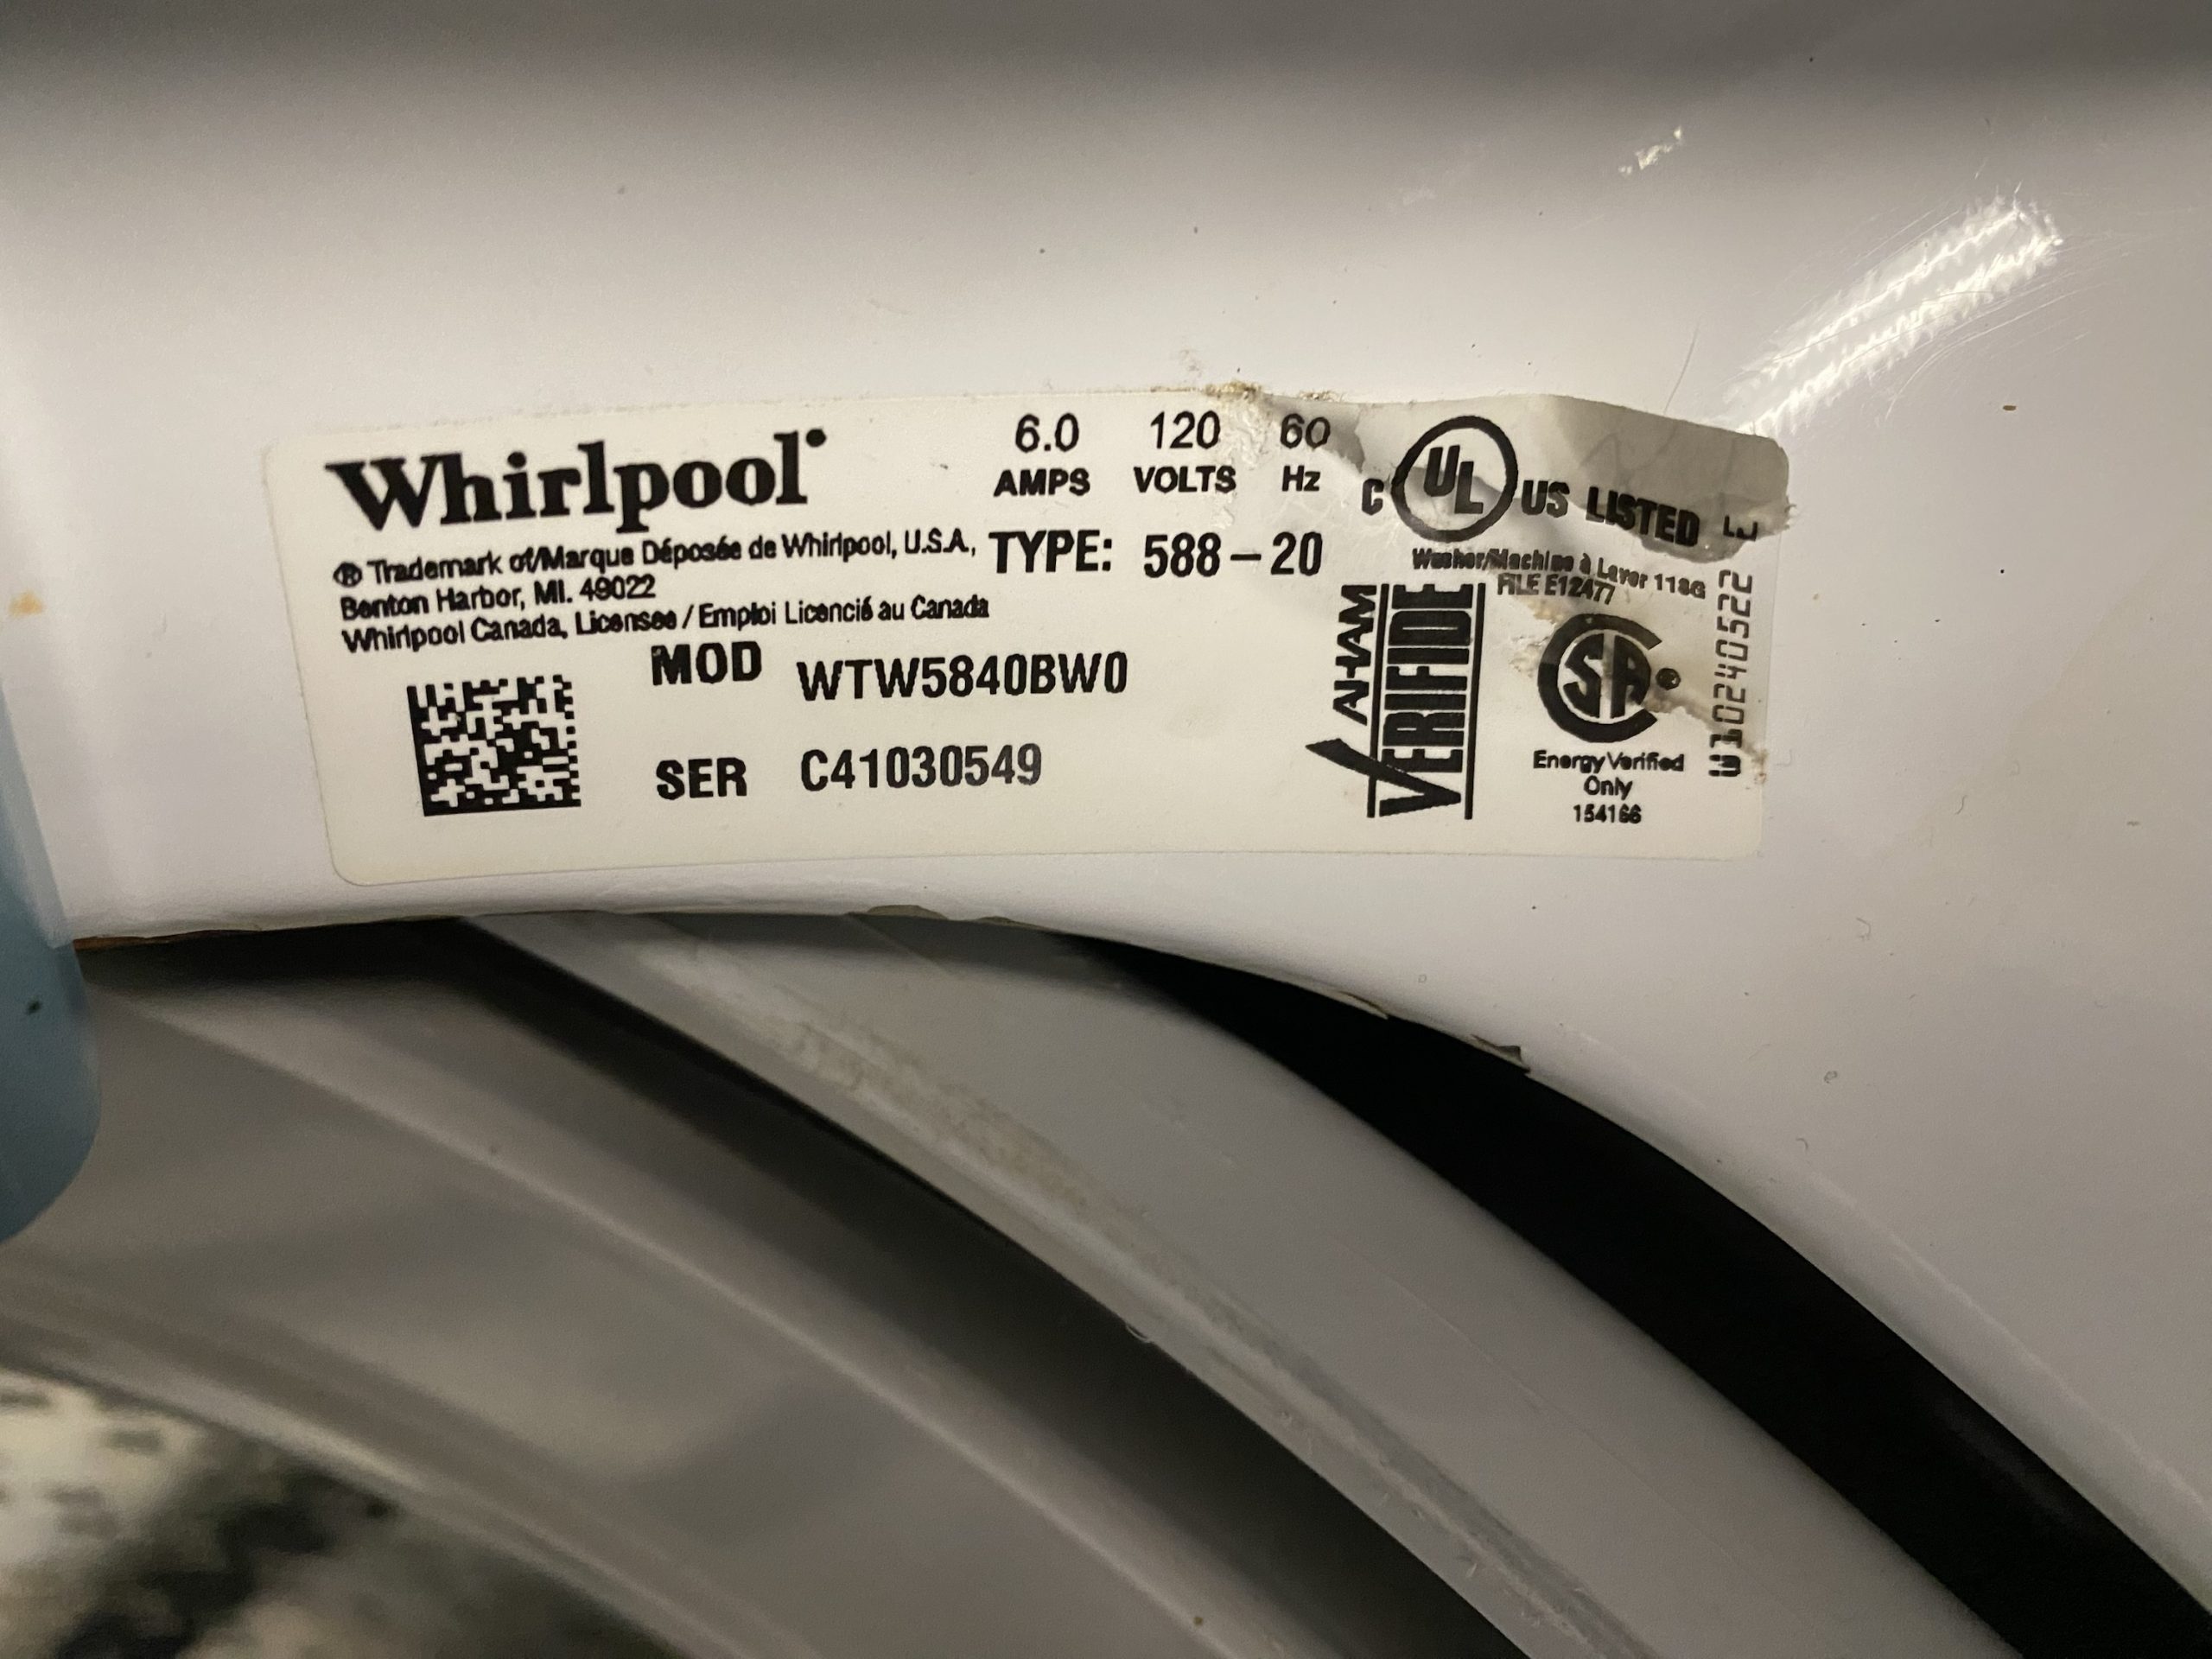 Whirlpool
6.0 120 60
AMPS VOLTS Hz
® Trademark of/Marque Déposée de Whirlpool, U.S.A.,
Benton Harbor, MI. 49022
Whirlpool Canada, Licensee / Emploi Licencié au Canada
TYPE: 588-20
MOD WTW5840BW0
SER C41030549
C UL US LISTED
Washer/Machine à Laver 118G
FILE E12477
AHAM
VERIFIDE
SA®
Energy Verified
Only
154166
W10240522 E